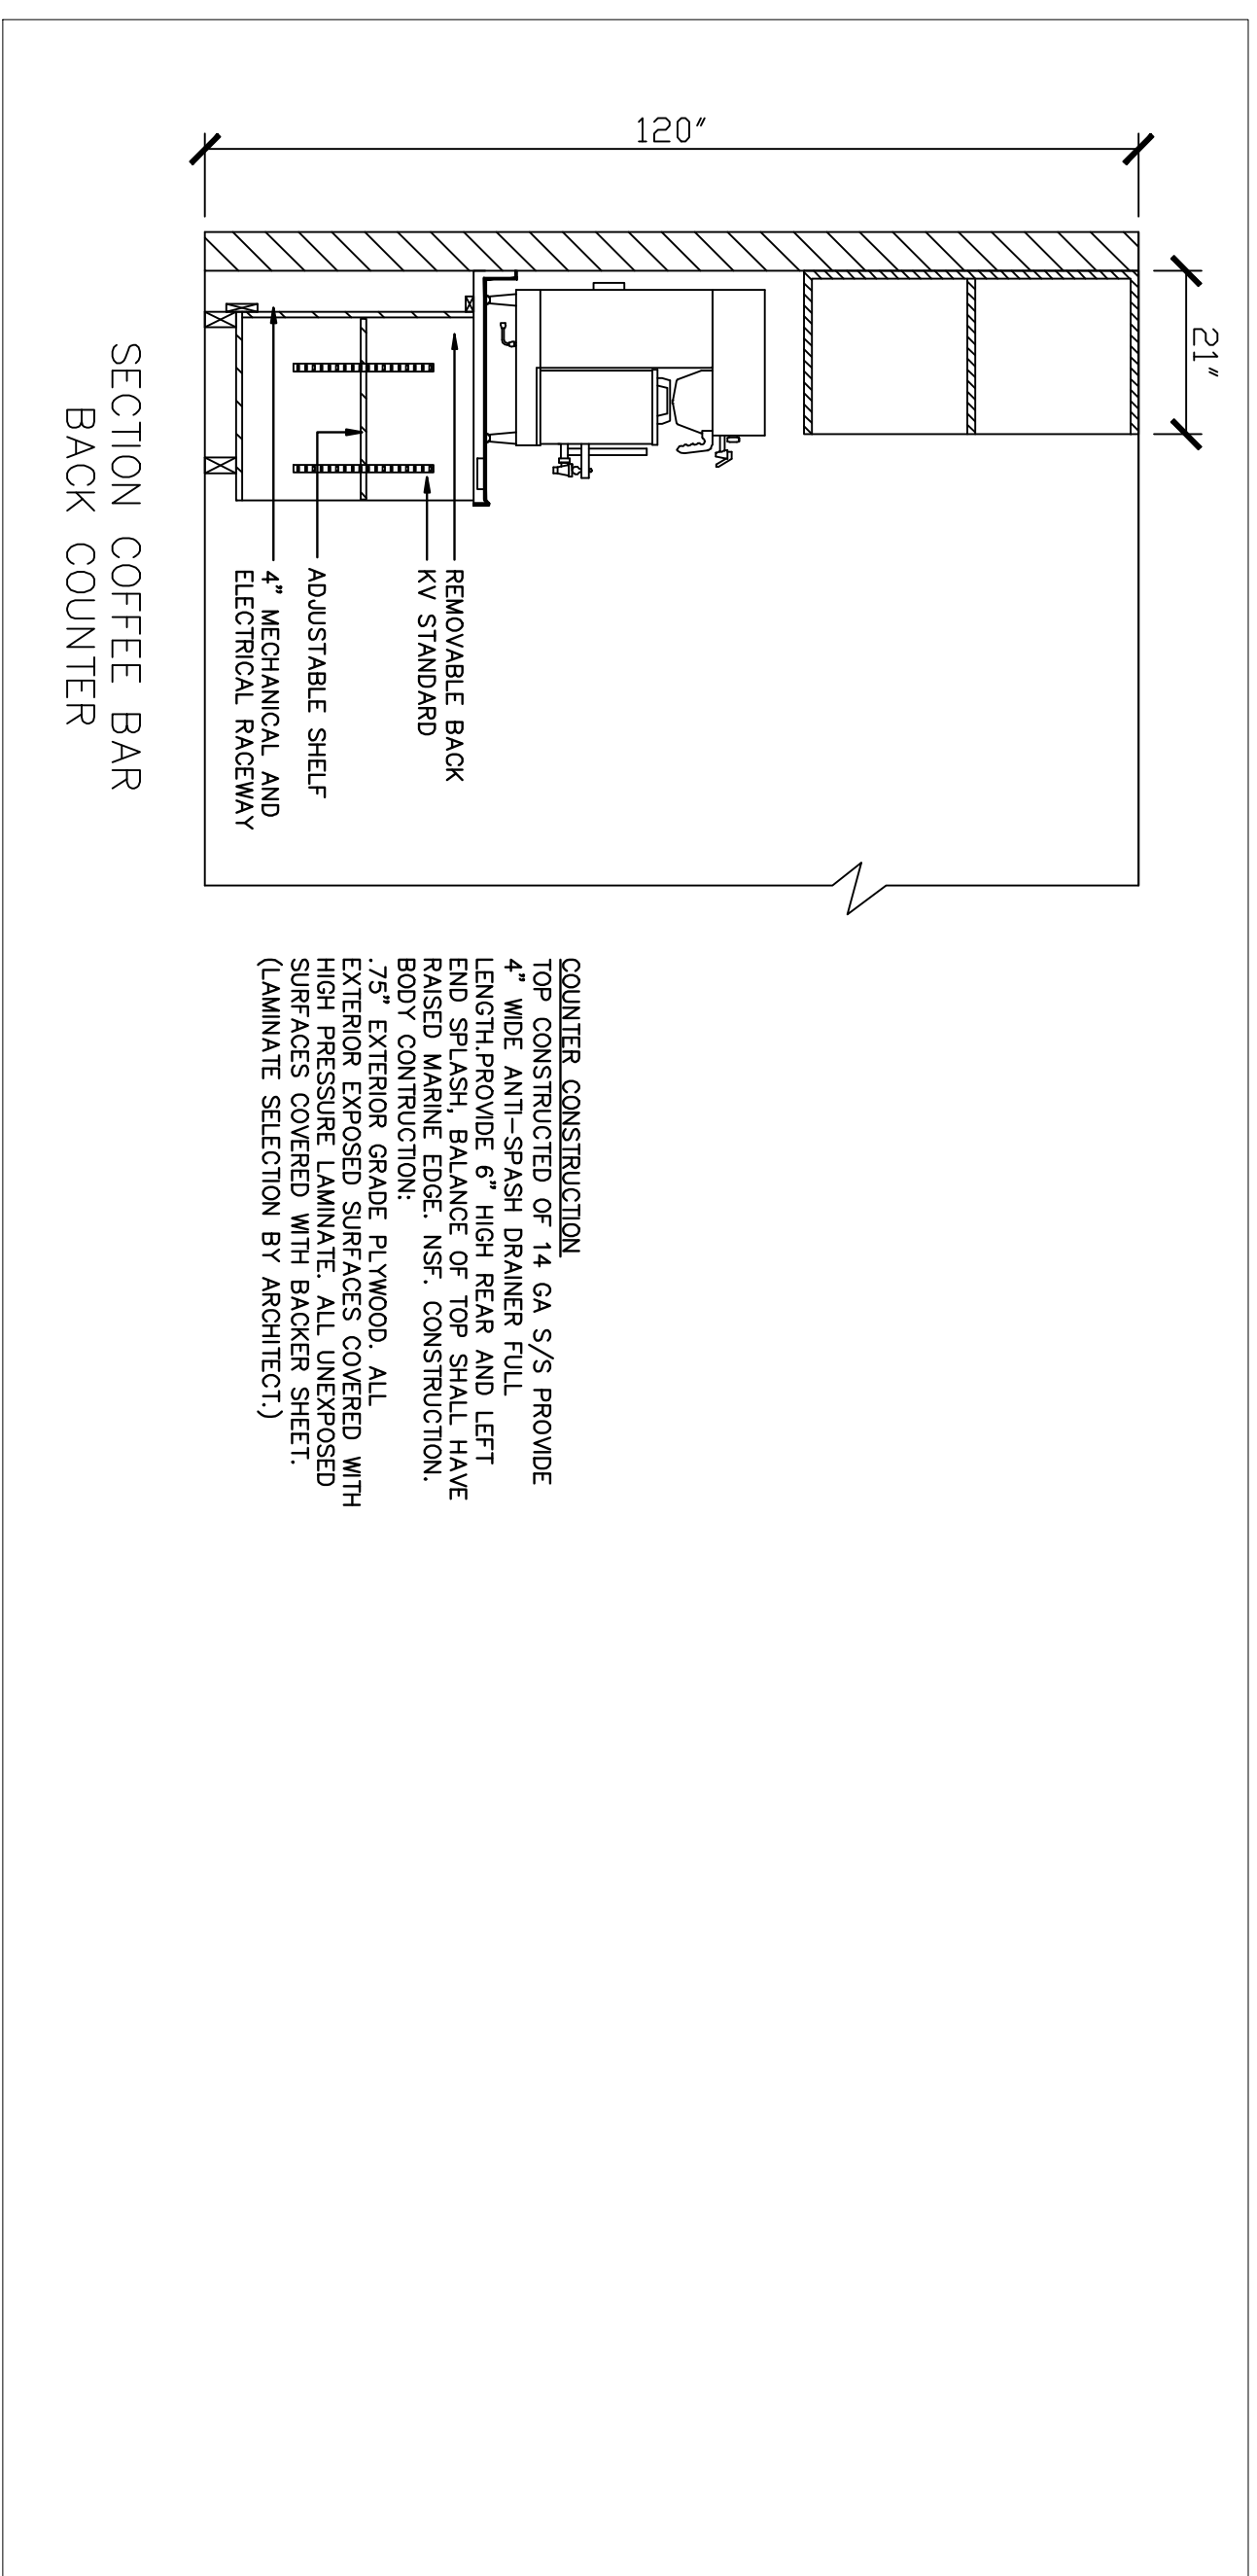 120"
21"
REMOVABLE BACK
KV STANDARD
ADJUSTABLE SHELF
4" MECHANICAL AND
ELECTRICAL RACEWAY
SECTION COFFEE BAR
BACK COUNTER
COUNTER CONSTRUCTION
TOP CONSTRUCTED OF 14 GA S/S PROVIDE
4" WIDE ANTI-SPASH DRAINER FULL
LENGTH.PROVIDE 6" HIGH REAR AND LEFT
END SPLASH, BALANCE OF TOP SHALL HAVE
RAISED MARINE EDGE. NSF. CONSTRUCTION.
BODY CONTRUCTION:
.75" EXTERIOR GRADE PLYWOOD. ALL
EXTERIOR EXPOSED SURFACES COVERED WITH
HIGH PRESSURE LAMINATE. ALL UNEXPOSED
SURFACES COVERED WITH BACKER SHEET.
(LAMINATE SELECTION BY ARCHITECT.)